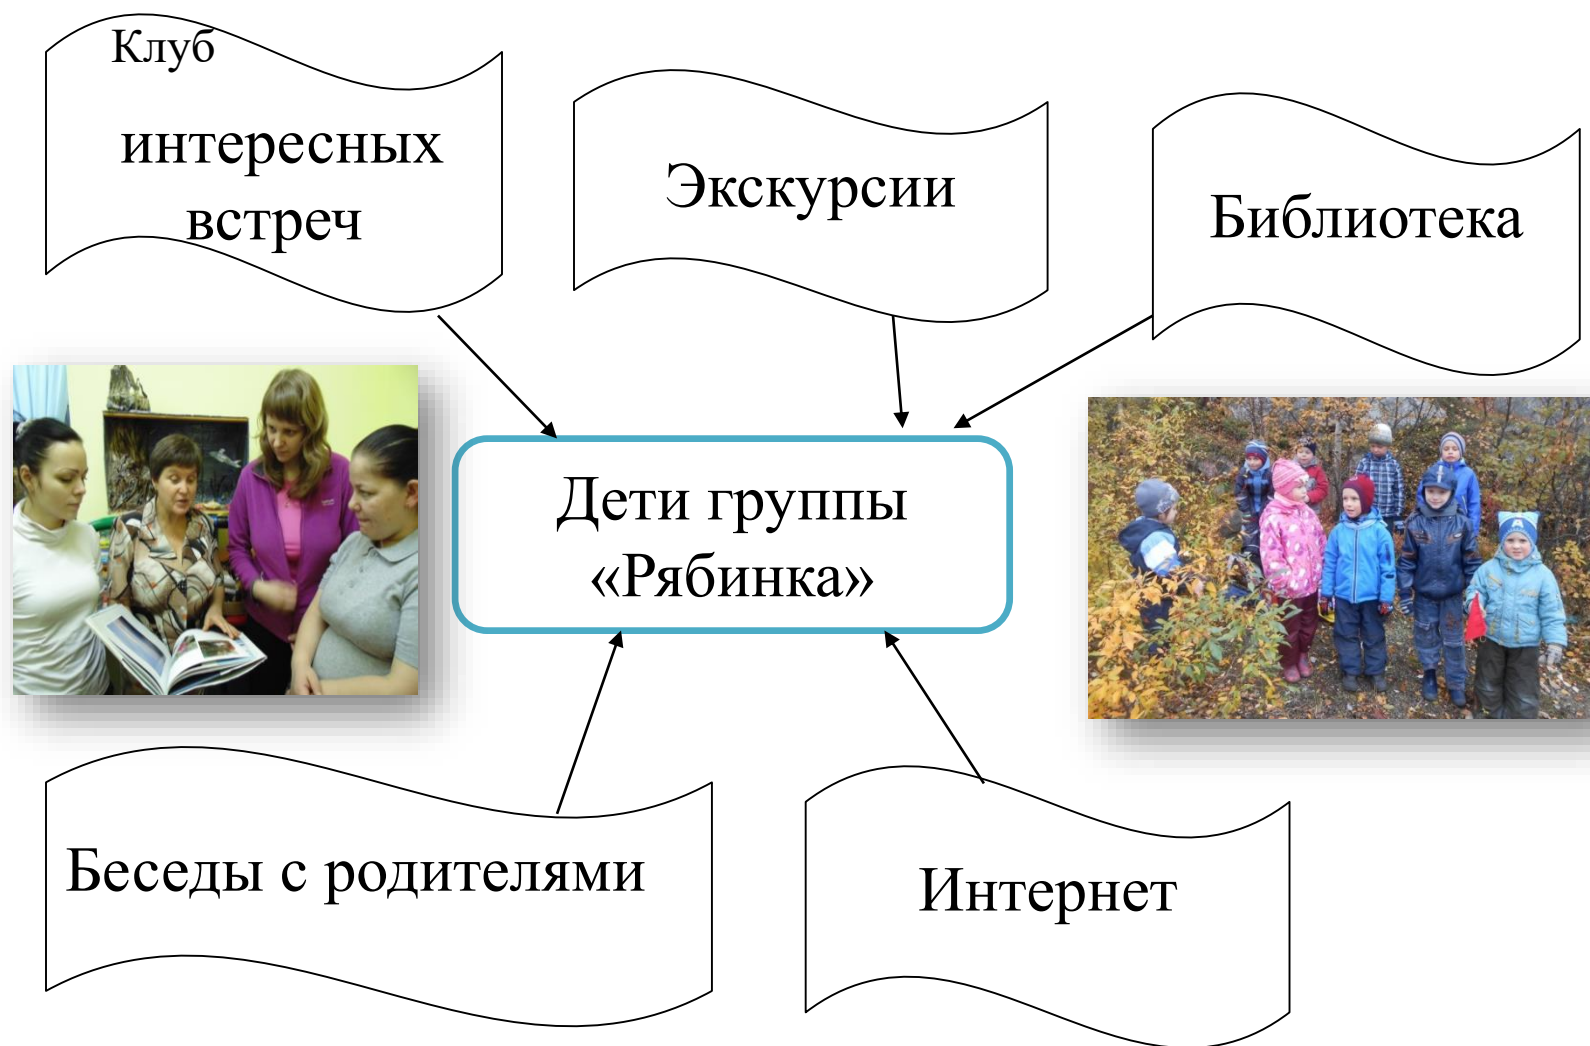 Клуб
интересных
встреч
Экскурсии
Библиотека
Дети группы
«Рябинка»
Беседы с родителями
Интернет